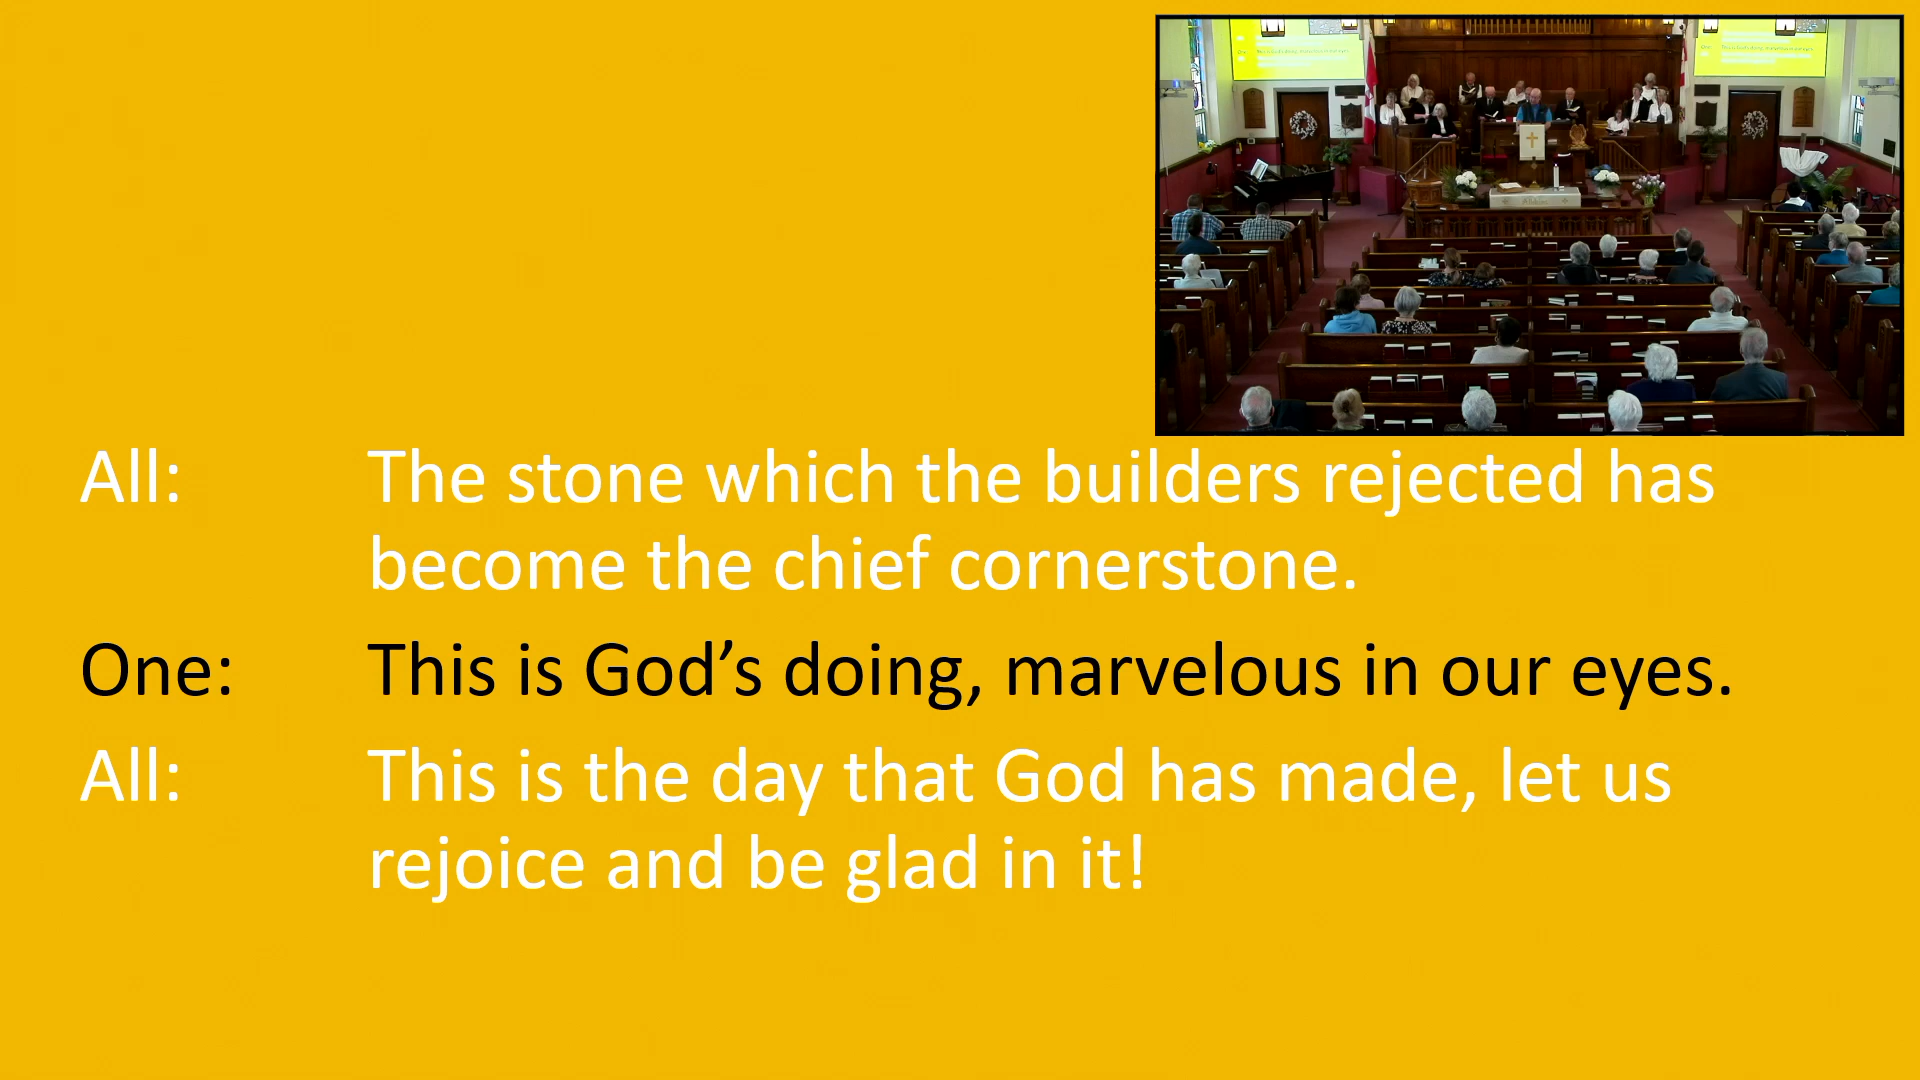 All: The stone which the builders rejected has
become the chief cornerstone.
One: This is God’s doing, marvelous in our eyes.
All: This is the day that God has made, let us
rejoice and be glad in it!